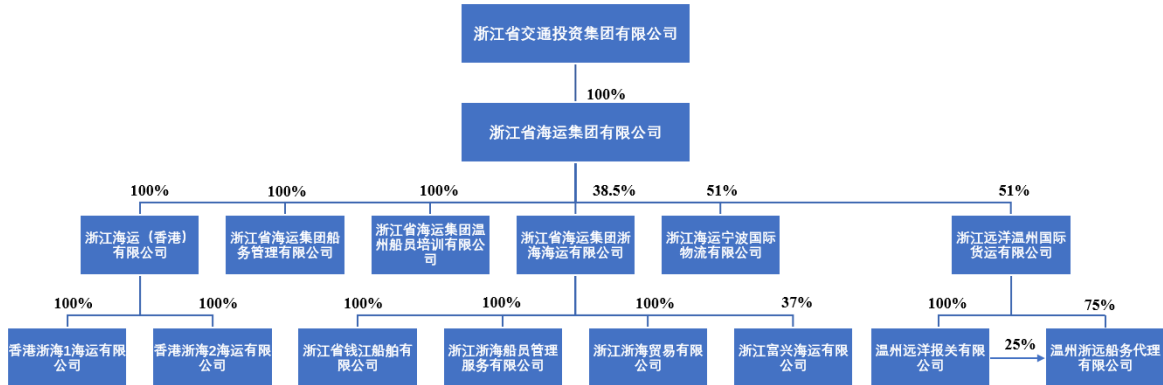 浙江省交通投资集团有限公司
100%
浙江省海运集团有限公司
100%
100%
100%
38.5%
51%
51%
浙江海运（香港）
有限公司
浙江省海运集团船
务管理有限公司
浙江省海运集团温
州船员培训有限公
司
浙江省海运集团浙
海海运有限公司
浙江海运宁波国际
物流有限公司
浙江远洋温州国际
货运有限公司
100%
100%
100%
100%
100%
37%
100%
75%
香港浙海1海运有限
公司
香港浙海2海运有限
公司
浙江省钱江船舶有
限公司
浙江浙海船员管理
服务有限公司
浙江浙海贸易有限
公司
浙江富兴海运有限
公司
温州远洋报关有限
公司
25%
温州浙远船务代理
有限公司